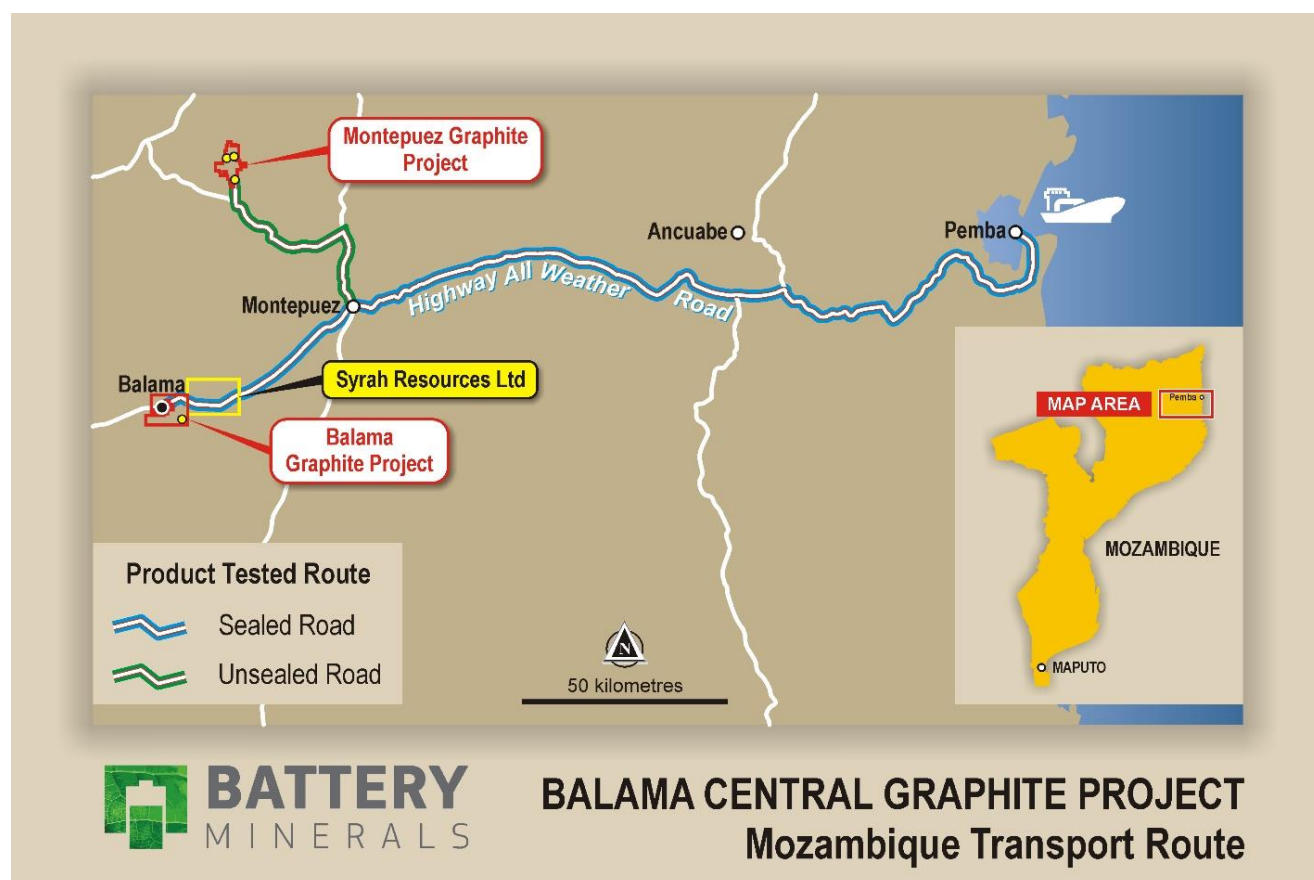 Montepuez Graphite
Project
Ancuabe
Pemba
Montepuez
Highway All Weather Road
Balama
Syrah Resources Ltd
Balama
Graphite Project
MAP AREA
Pemba
MOZAMBIQUE
MAPUTO
Product Tested Route
Sealed Road
Unsealed Road
N
50 kilometres
BATTERY
MINERALS
BALAMA CENTRAL GRAPHITE PROJECT
Mozambique Transport Route